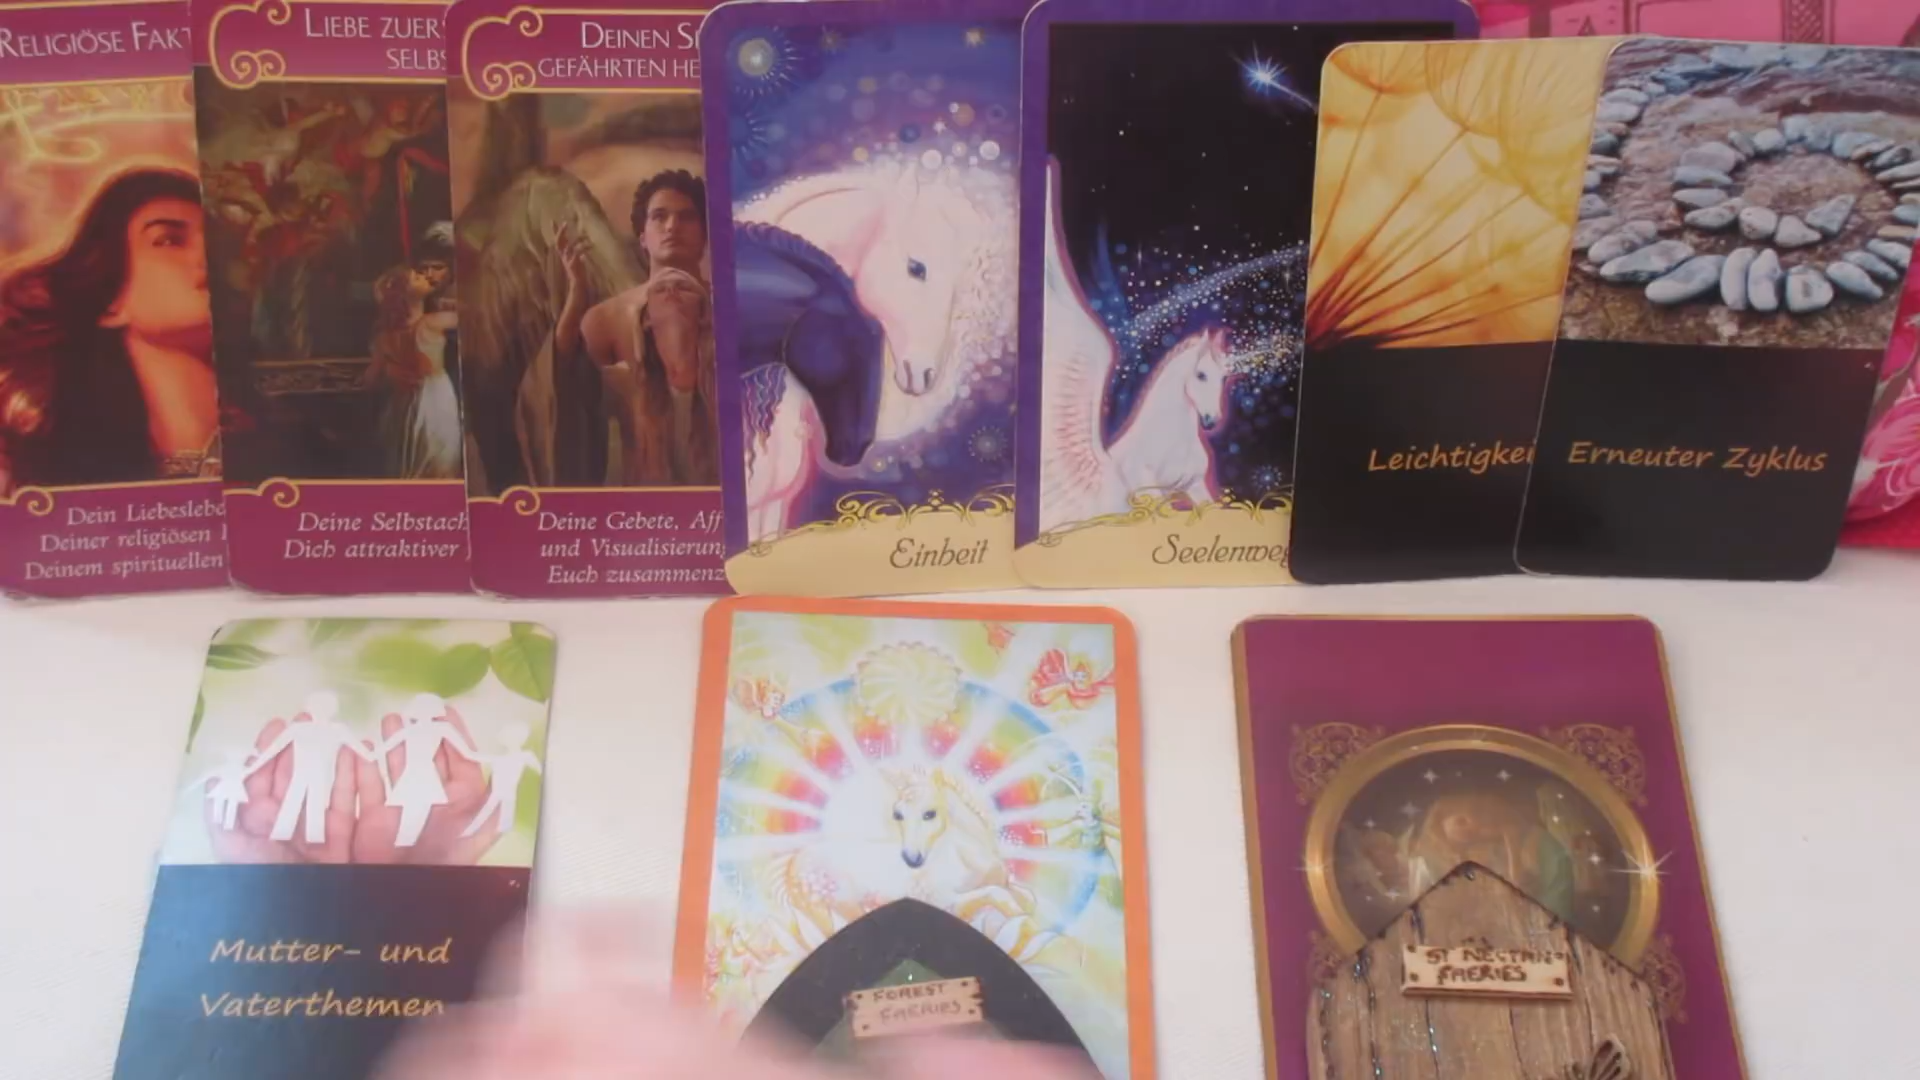 RELIGIÖSE FAKT
Dein Liebesleb
Deiner religiösen
Deinem spirituellen
LIEBE ZUERS
SELBS
Deine Selbstach
Dich attraktiver
DEINEN S
GEFÄHRTEN HE
Deine Gebete, Aff
und Visualisierun
Euch zusammenz
Einheit
Seelenweg
Leichtigkei
Erneuter Zyklus
Mutter- und
Vaterthemen
FOREST
FAERIES
ST NECTAN
FAERIES